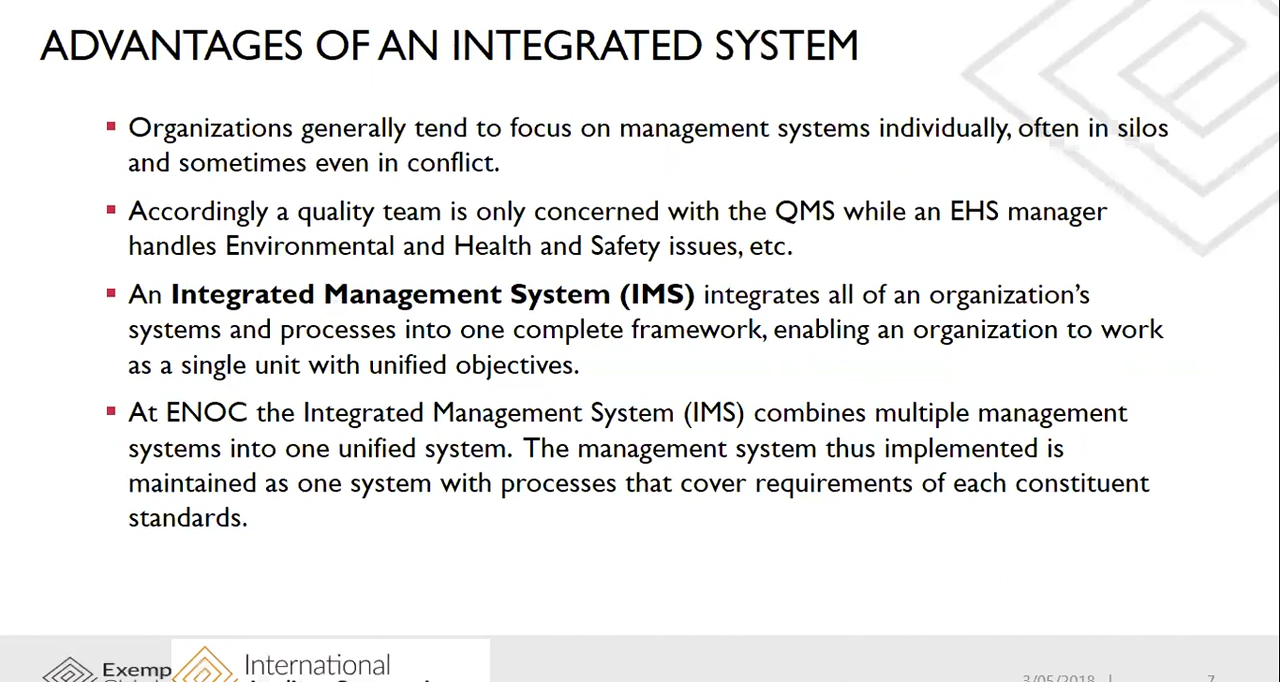 ADVANTAGES OF AN INTEGRATED SYSTEM
▪ Organizations generally tend to focus on management systems individually, often in silos
and sometimes even in conflict.
▪ Accordingly a quality team is only concerned with the QMS while an EHS manager
handles Environmental and Health and Safety issues, etc.
▪ An Integrated Management System (IMS) integrates all of an organization’s
systems and processes into one complete framework, enabling an organization to work
as a single unit with unified objectives.
▪ At ENOC the Integrated Management System (IMS) combines multiple management
systems into one unified system. The management system thus implemented is
maintained as one system with processes that cover requirements of each constituent
standards.
Exemp
International
3/05/2018 |
7